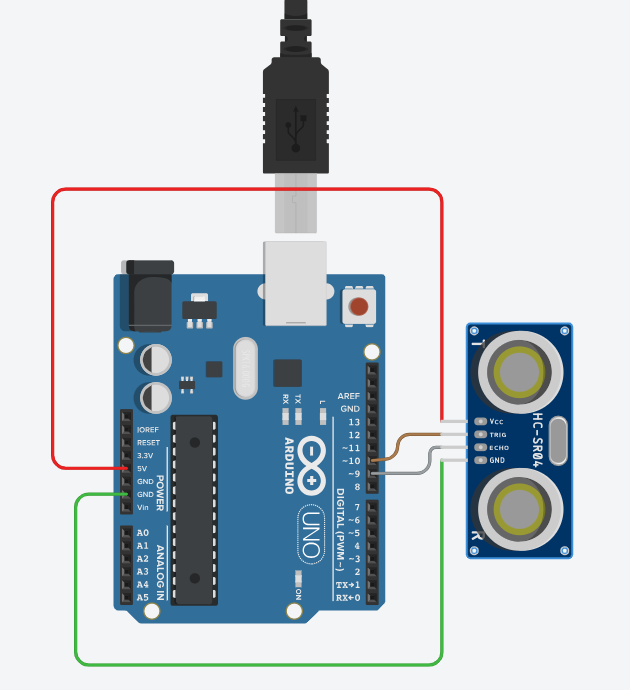 AREF
GND
13
12
~11
~10
~9
8
7
~6
~5
4
~3
2
TX→1
RX←0
RX
TX
L
ARDUINO
UNO
DIGITAL (PWM~)
ON
IOREF
RESET
3.3V
5V
GND
GND
Vin
POWER
A0
A1
A2
A3
A4
A5
ANALOG IN
T
Vcc
TRIG
ECHO
GND
HC-SR04
R